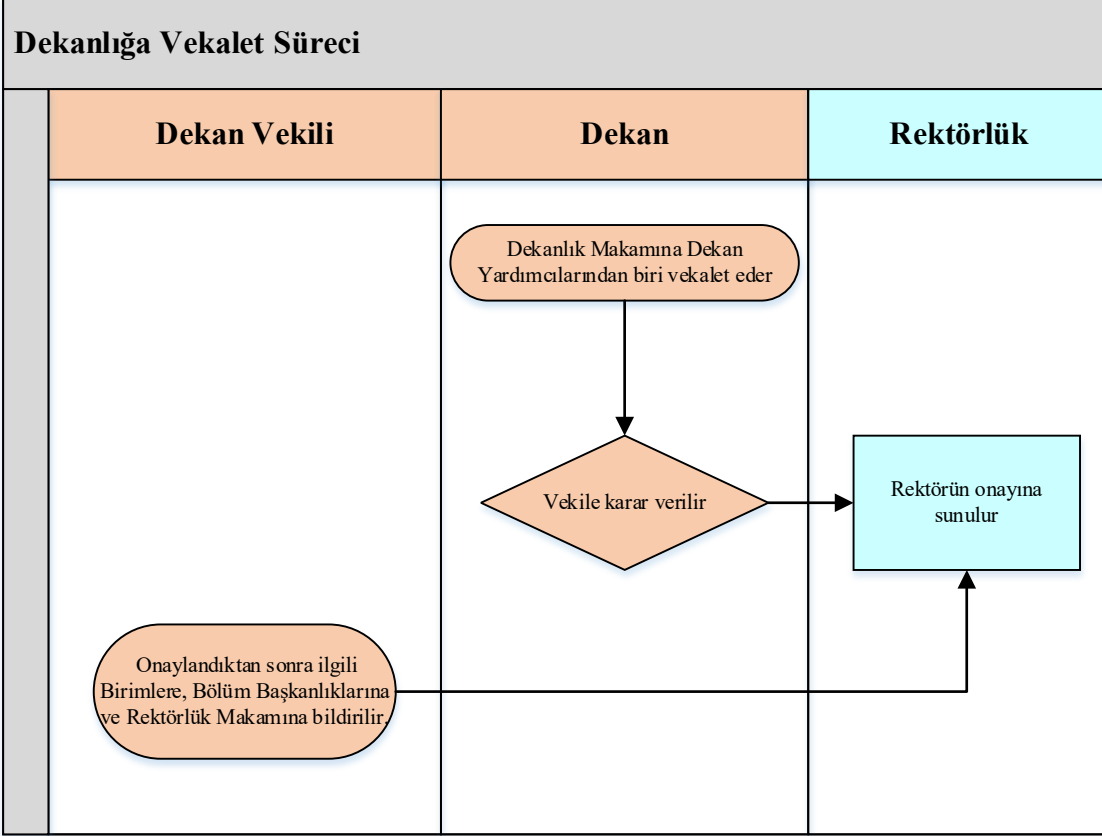 Dekanlığa Vekalet Süreci
Dekan Vekili
Dekan
Rektörlük
Dekanlık Makamına Dekan
Yardımcılarından biri vekalet eder
Vekile karar verilir
Rektörün onayına
sunulur
Onaylandıktan sonra ilgili
Birimlere, Bölüm Başkanlıklarına
ve Rektörlük Makamına bildirilir.